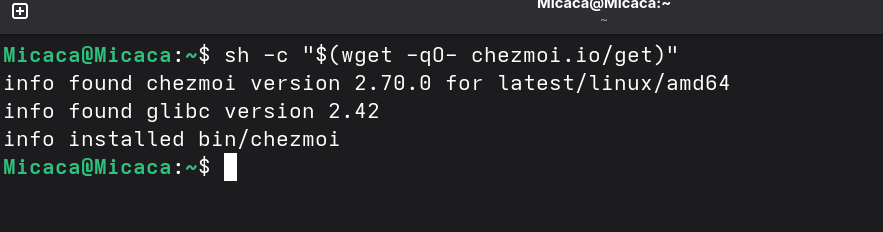 Micaca@Micaca:~
~
Micaca@Micaca:~$ sh -c "$(wget -qO- chezmoi.io/get)"
info found chezmoi version 2.70.0 for latest/linux/amd64
info found glibc version 2.42
info installed bin/chezmoi
Micaca@Micaca:~$